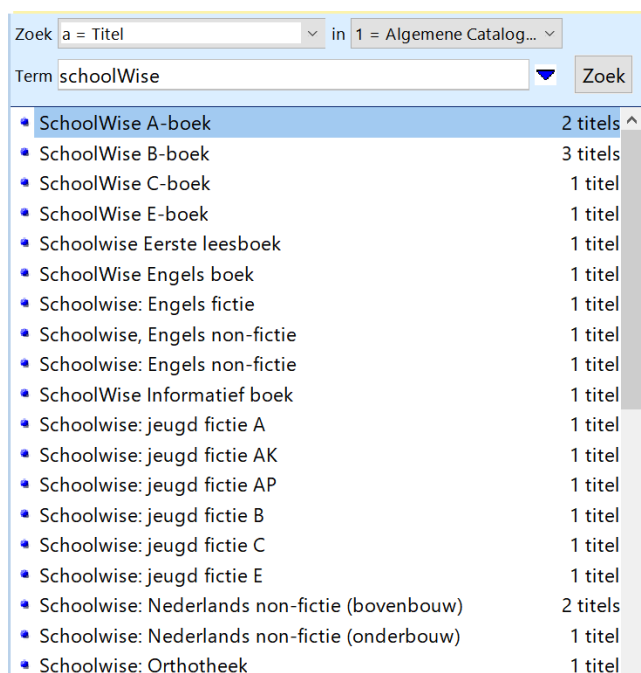 Zoek a = Titel in 1 = Algemene Catalog...
Term schoolWise Zoek
SchoolWise A-boek 2 titels
SchoolWise B-boek 3 titels
SchoolWise C-boek 1 titel
SchoolWise E-boek 1 titel
Schoolwise Eerste leesboek 1 titel
SchoolWise Engels boek 1 titel
Schoolwise: Engels fictie 1 titel
Schoolwise, Engels non-fictie 1 titel
Schoolwise: Engels non-fictie 1 titel
SchoolWise Informatief boek 1 titel
Schoolwise: jeugd fictie A 1 titel
Schoolwise: jeugd fictie AK 1 titel
Schoolwise: jeugd fictie AP 1 titel
Schoolwise: jeugd fictie B 1 titel
Schoolwise: jeugd fictie C 1 titel
Schoolwise: jeugd fictie E 1 titel
Schoolwise: Nederlands non-fictie (bovenbouw) 2 titels
Schoolwise: Nederlands non-fictie (onderbouw) 1 titel
Schoolwise: Orthotheek 1 titel